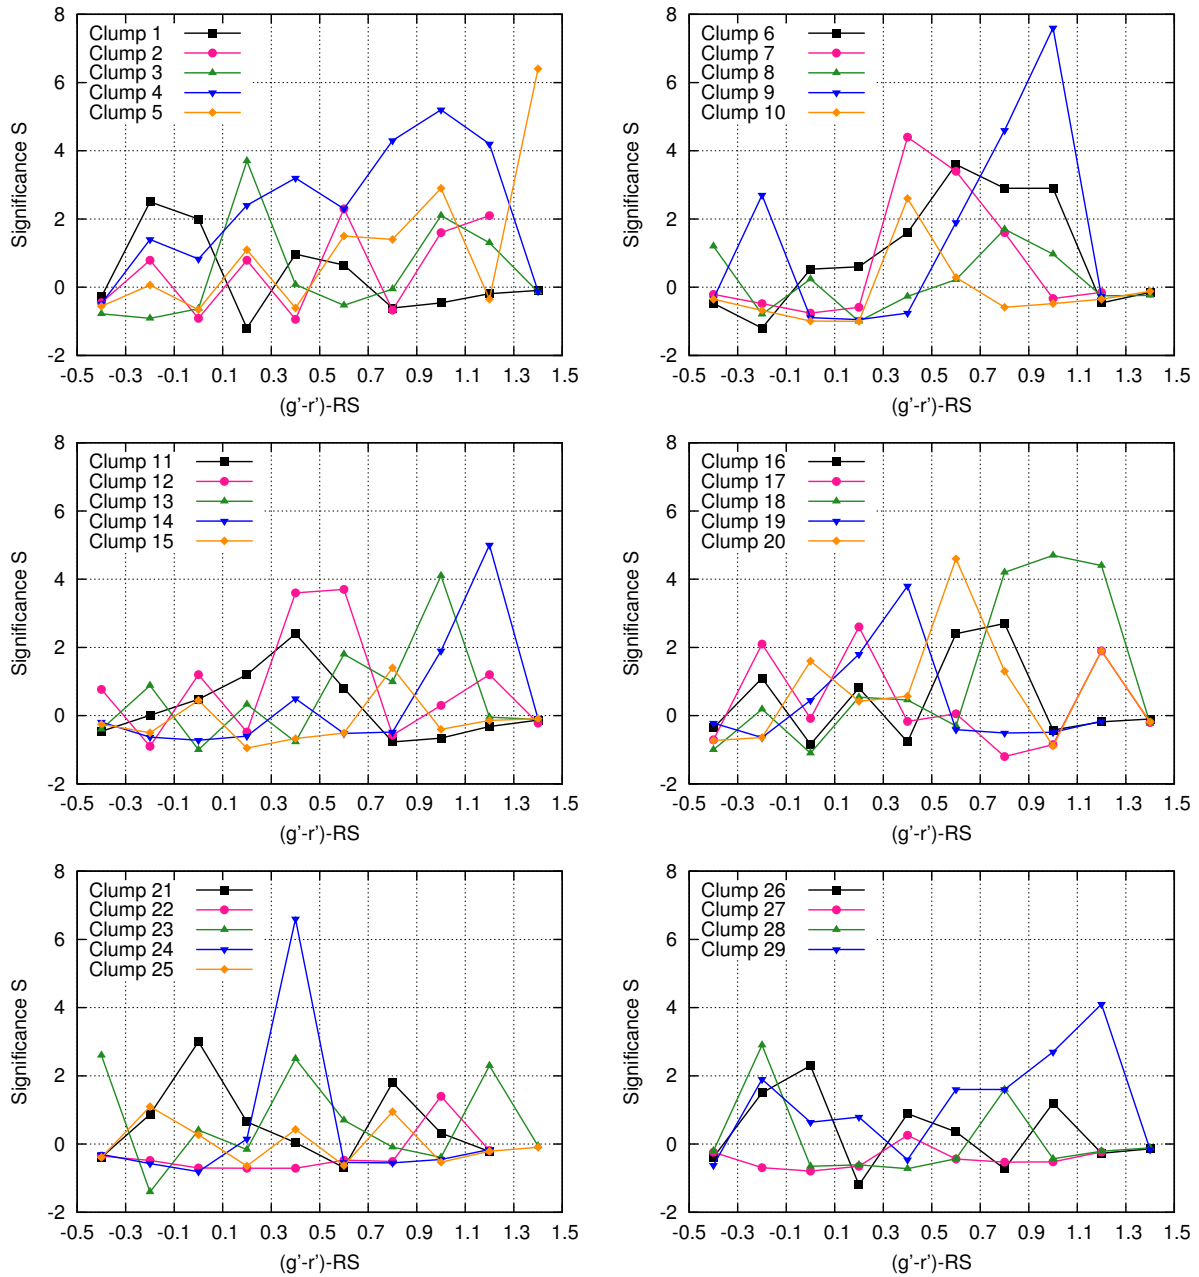 Significance S
8
6
4
2
0
-2
Clump 1
Clump 2
Clump 3
Clump 4
Clump 5
-0.5 -0.3 -0.1 0.1 0.3 0.5 0.7 0.9 1.1 1.3 1.5
(g'-r')-RS
Significance S
8
6
4
2
0
-2
Clump 6
Clump 7
Clump 8
Clump 9
Clump 10
-0.5 -0.3 -0.1 0.1 0.3 0.5 0.7 0.9 1.1 1.3 1.5
(g'-r')-RS
Significance S
8
6
4
2
0
-2
Clump 11
Clump 12
Clump 13
Clump 14
Clump 15
-0.5 -0.3 -0.1 0.1 0.3 0.5 0.7 0.9 1.1 1.3 1.5
(g'-r')-RS
Significance S
8
6
4
2
0
-2
Clump 16
Clump 17
Clump 18
Clump 19
Clump 20
-0.5 -0.3 -0.1 0.1 0.3 0.5 0.7 0.9 1.1 1.3 1.5
(g'-r')-RS
Significance S
8
6
4
2
0
-2
Clump 21
Clump 22
Clump 23
Clump 24
Clump 25
-0.5 -0.3 -0.1 0.1 0.3 0.5 0.7 0.9 1.1 1.3 1.5
(g'-r')-RS
Significance S
8
6
4
2
0
-2
Clump 26
Clump 27
Clump 28
Clump 29
-0.5 -0.3 -0.1 0.1 0.3 0.5 0.7 0.9 1.1 1.3 1.5
(g'-r')-RS